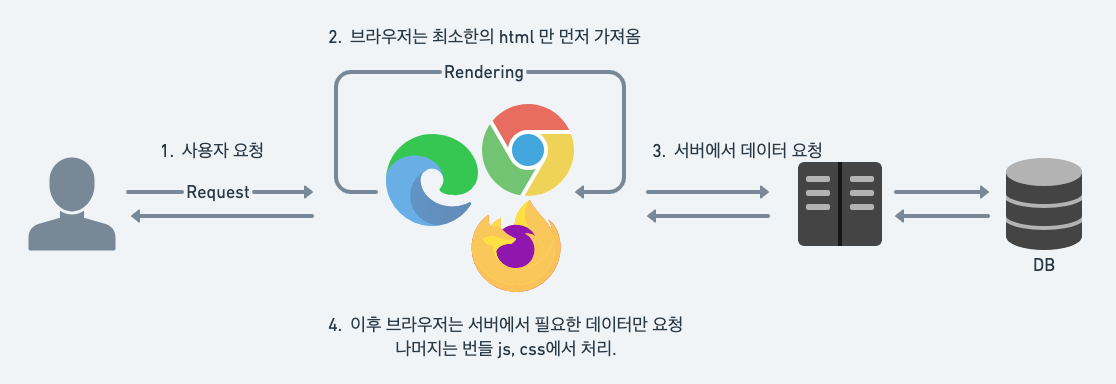 2. 브라우저는 최소한의 html 만 먼저 가져옴
Rendering
1. 사용자 요청
3. 서버에서 데이터 요청
Request
DB
4. 이후 브라우저는 서버에서 필요한 데이터만 요청
나머지는 번들 js, css에서 처리.